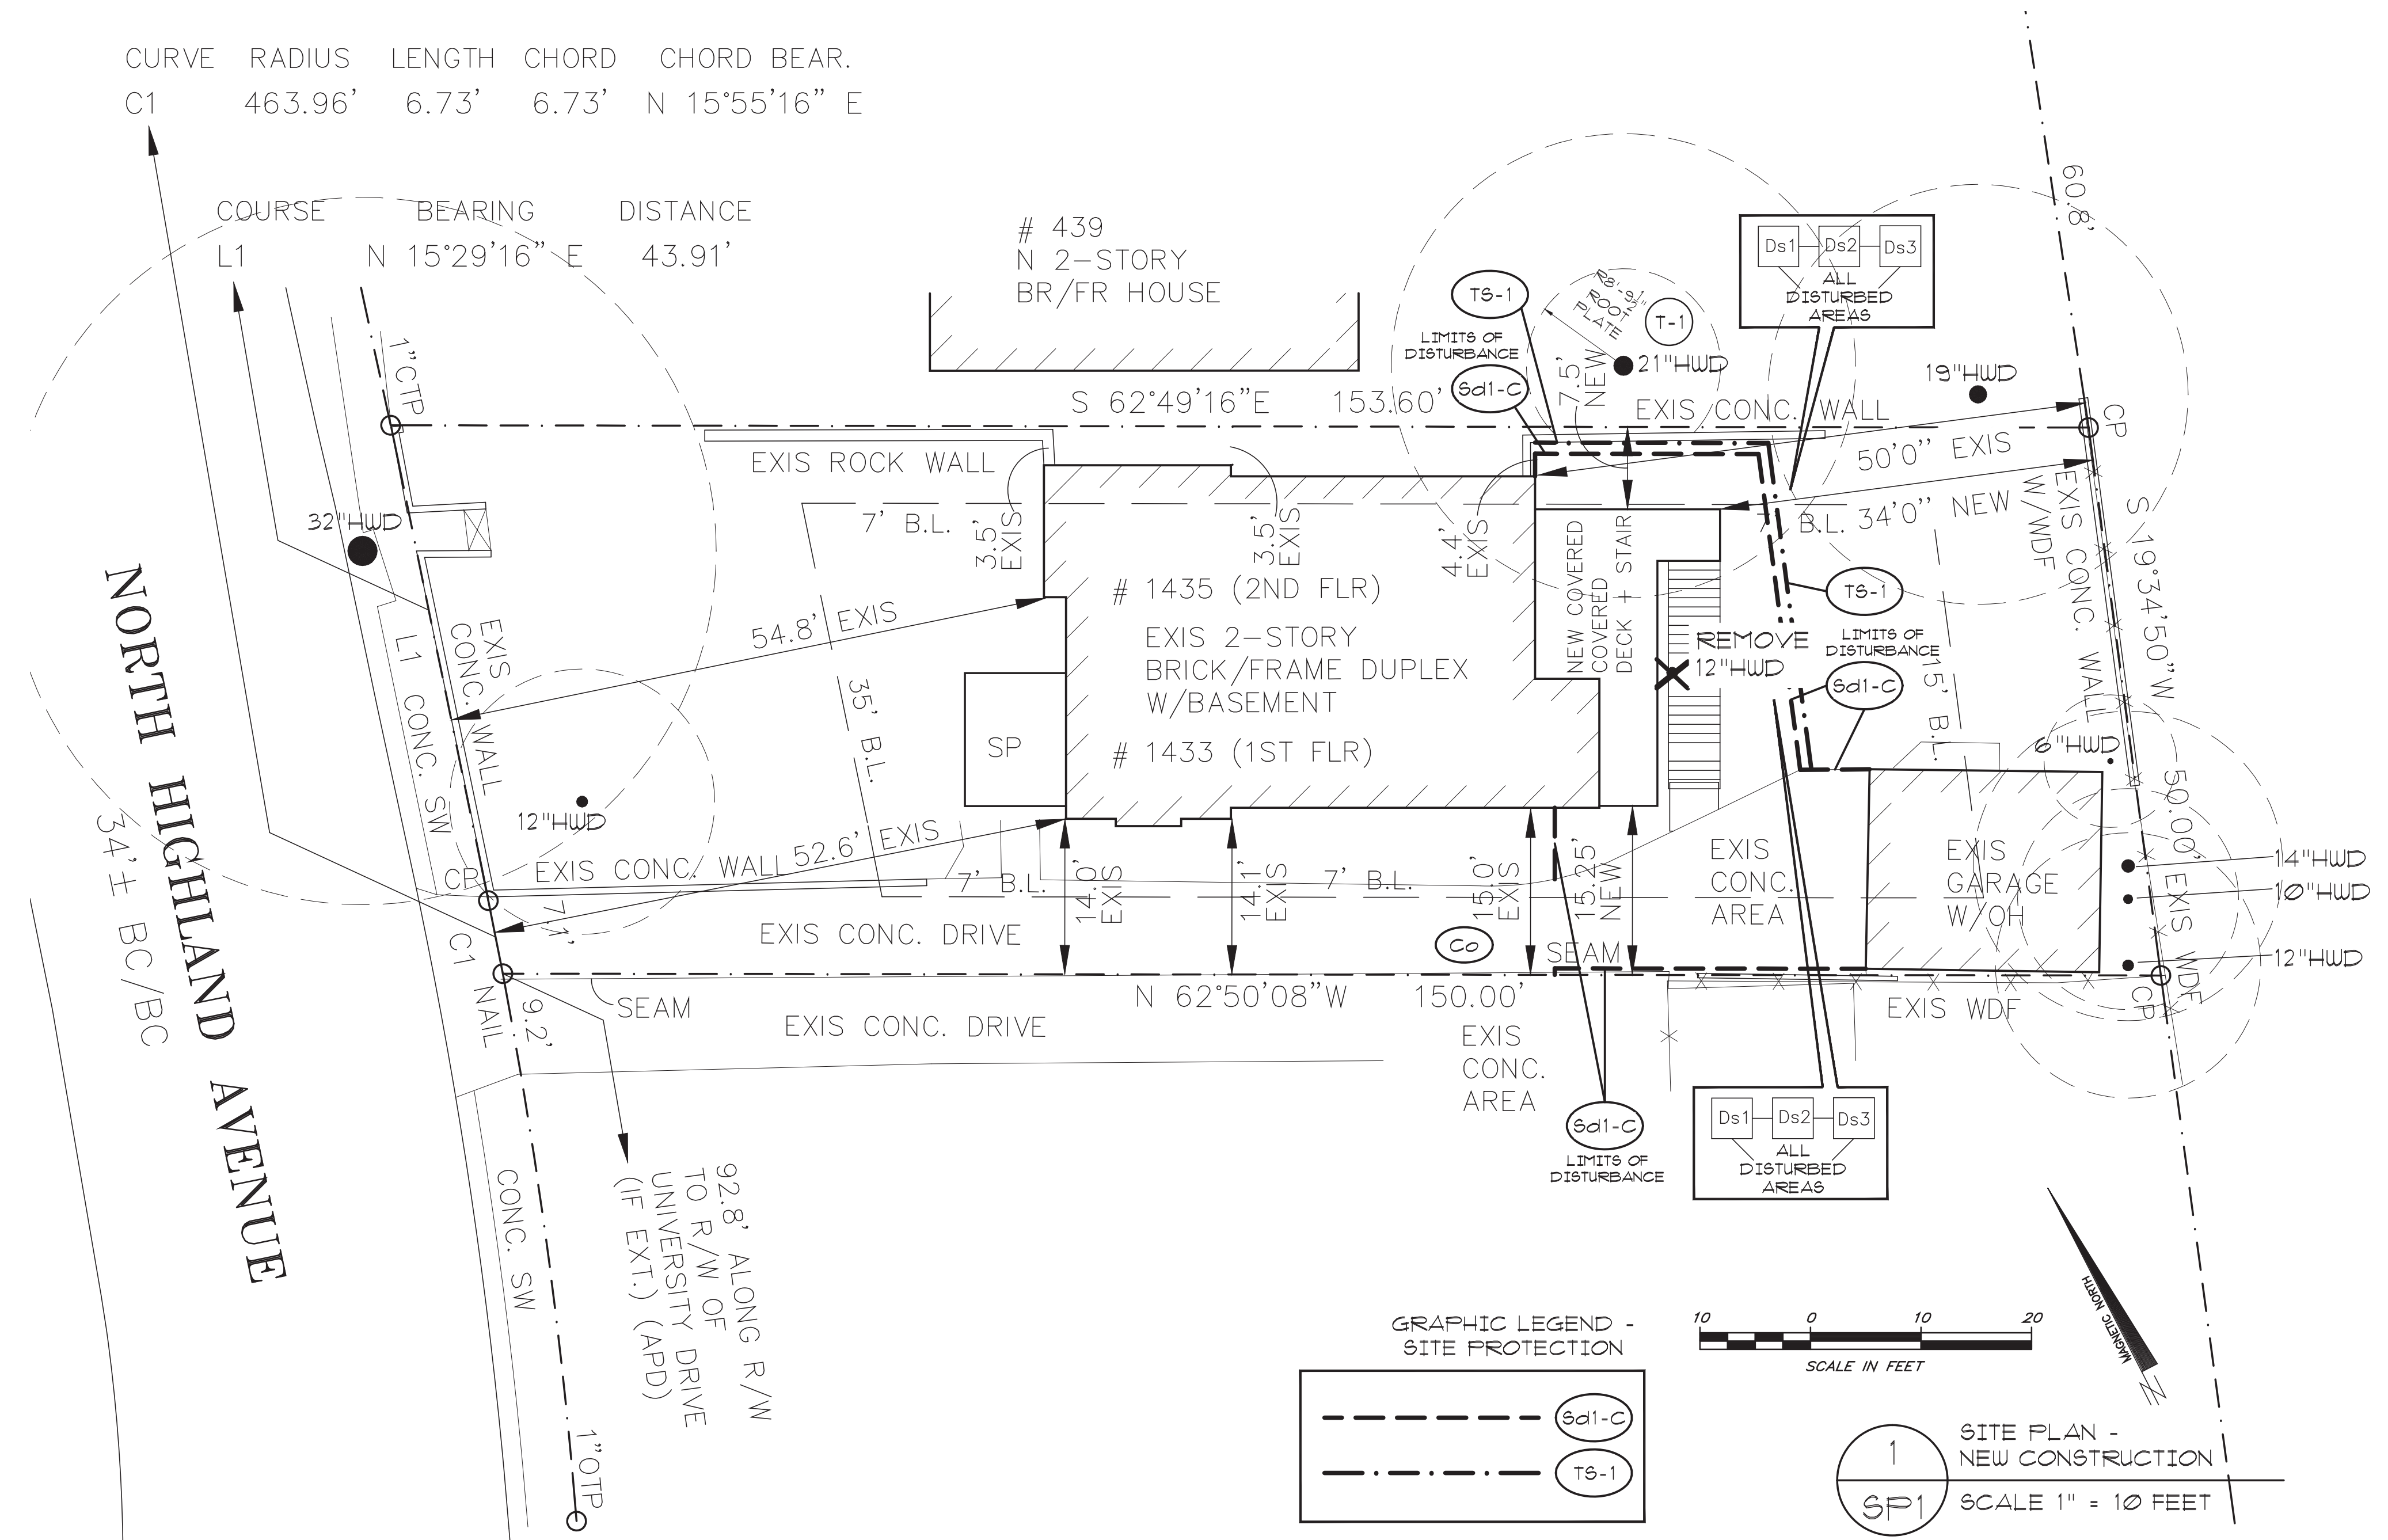 CURVE RADIUS LENGTH CHORD CHORD BEAR.
C1 463.96' 6.73' 6.73' N 15°55'16" E
COURSE BEARING DISTANCE
L1 N 15°29'16" E 43.91'
# 439
N 2-STORY
BR/FR HOUSE
TS-1
LIMITS OF
DISTURBANCE
Sd1-C
R8'-9 1/2"
ROOT
PLATE
T-1
21"HWD
7.5'
NEW
Ds1 Ds2 Ds3
ALL
DISTURBED
AREAS
60.8'
19"HWD
1"CTP
S 62°49'16"E 153.60'
EXIS CONC. WALL
CP
EXIS ROCK WALL
50'0" EXIS
34'0" NEW
7' B.L.
7' B.L.
3.5'
EXIS
3.5'
EXIS
4.4'
EXIS
32"HWD
EXIS CONC. WALL
W/WDF
S 19°34'50"W
50.00'
# 1435 (2ND FLR)
EXIS 2-STORY
BRICK/FRAME DUPLEX
W/BASEMENT
# 1433 (1ST FLR)
NEW COVERED
COVERED
DECK + STAIR
TS-1
LIMITS OF
DISTURBANCE
Sd1-C
REMOVE
12"HWD
54.8' EXIS
EXIS
CONC. WALL
L1
CONC. SW
35' B.L.
15' B.L.
SP
6"HWD
12"HWD
52.6' EXIS
EXIS CONC. WALL
CP
7.1'
7' B.L.
7' B.L.
14.0'
EXIS
14.1'
EXIS
15.0'
EXIS
15.25'
NEW
EXIS
CONC.
AREA
EXIS
GARAGE
W/OH
14"HWD
10"HWD
12"HWD
EXIS WDF
NORTH HIGHLAND AVENUE
34'± BC/BC
EXIS CONC. DRIVE
Co
SEAM
C1
NAIL
9.2'
SEAM
N 62°50'08"W 150.00'
EXIS CONC. DRIVE
EXIS
CONC.
AREA
EXIS WDF
CP
Sd1-C
LIMITS OF
DISTURBANCE
Ds1 Ds2 Ds3
ALL
DISTURBED
AREAS
CONC. SW
92.8' ALONG R/W
TO R/W OF
UNIVERSITY DRIVE
(IF EXT.) (APD)
1"OTP
GRAPHIC LEGEND -
SITE PROTECTION
Sd1-C
TS-1
10 0 10 20
SCALE IN FEET
MAGNETIC NORTH
N
1
SP1
SITE PLAN -
NEW CONSTRUCTION
SCALE 1" = 10 FEET